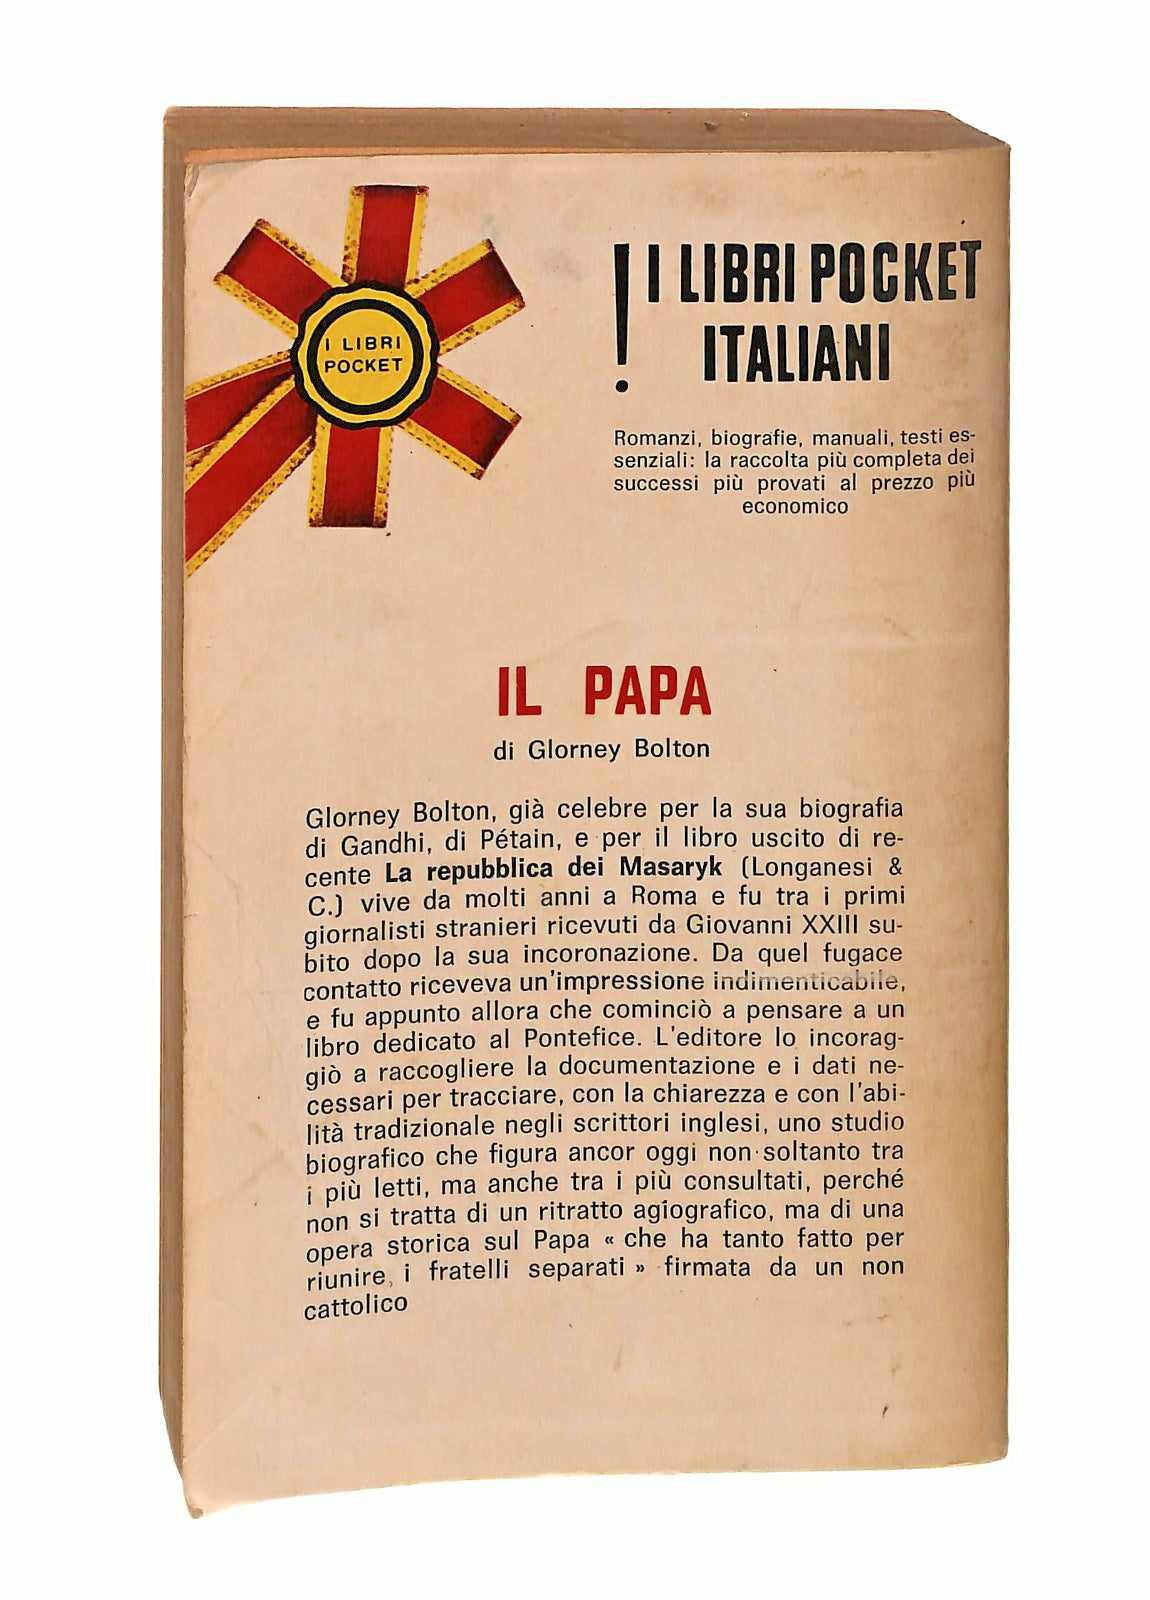 I LIBRI
POCKET
! I LIBRI POCKET
ITALIANI
Romanzi, biografie, manuali, testi es-
senziali: la raccolta più completa dei
successi più provati al prezzo più
economico
IL PAPA
di Glorney Bolton
Glorney Bolton, già celebre per la sua biografia
di Gandhi, di Pétain, e per il libro uscito di re-
cente La repubblica dei Masaryk (Longanesi &
C.) vive da molti anni a Roma e fu tra i primi
giornalisti stranieri ricevuti da Giovanni XXIII su-
bito dopo la sua incoronazione. Da quel fugace
contatto riceveva un'impressione indimenticabile,
e fu appunto allora che cominciò a pensare a un
libro dedicato al Pontefice. L'editore lo incorag-
giò a raccogliere la documentazione e i dati ne-
cessari per tracciare, con la chiarezza e con l'abi-
lità tradizionale negli scrittori inglesi, uno studio
biografico che figura ancor oggi non soltanto tra
i più letti, ma anche tra i più consultati, perché
non si tratta di un ritratto agiografico, ma di una
opera storica sul Papa « che ha tanto fatto per
riunire i fratelli separati » firmata da un non
cattolico